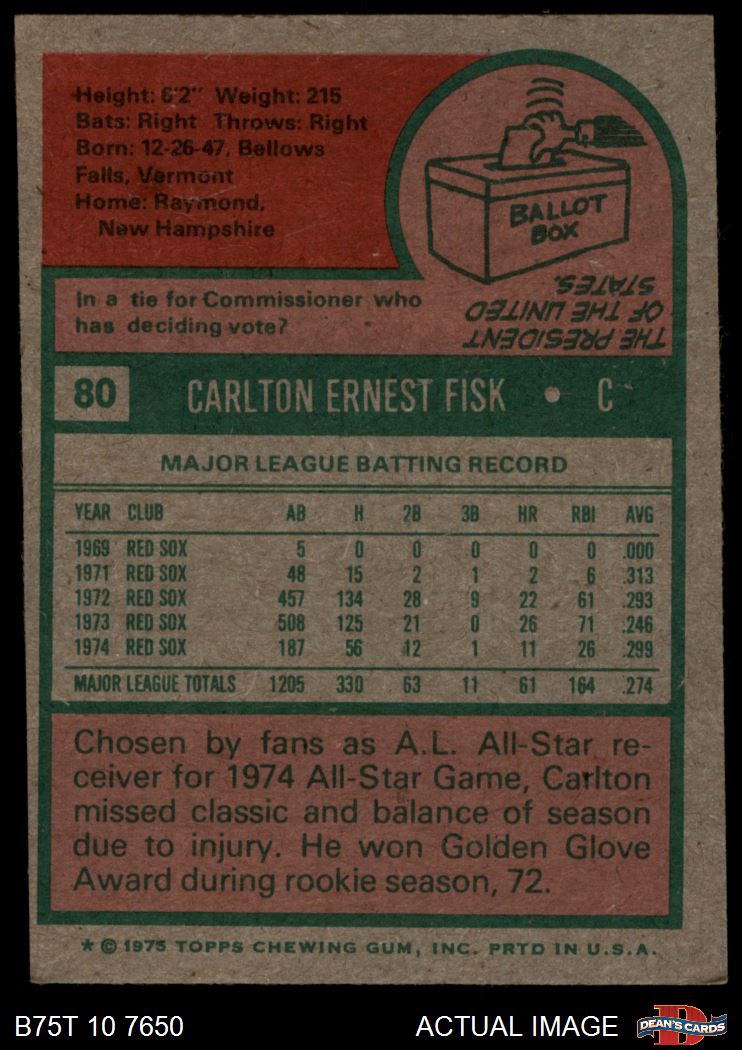 Height: 6'2" Weight: 215
Bats: Right Throws: Right
Born: 12-26-47, Bellows
Falls, Vermont
Home: Raymond,
New Hampshire
BALLOT
BOX
In a tie for Commissioner who
has deciding vote?
THE PRESIDENT
OF THE UNITED
STATES.
80 CARLTON ERNEST FISK • C
MAJOR LEAGUE BATTING RECORD
YEAR CLUB AB H 2B 3B HR RBI AVG
1969 RED SOX 5 0 0 0 0 0 .000
1971 RED SOX 48 15 2 1 2 6 .313
1972 RED SOX 457 134 28 9 22 61 .293
1973 RED SOX 508 125 21 0 26 71 .246
1974 RED SOX 187 56 12 1 11 26 .299
MAJOR LEAGUE TOTALS 1205 330 63 11 61 164 .274
Chosen by fans as A.L. All-Star re-
ceiver for 1974 All-Star Game, Carlton
missed classic and balance of season
due to injury. He won Golden Glove
Award during rookie season, 72.
* © 1975 TOPPS CHEWING GUM, INC. PRTD IN U.S.A.
B75T 10 7650 ACTUAL IMAGE DEAN'S CARDS